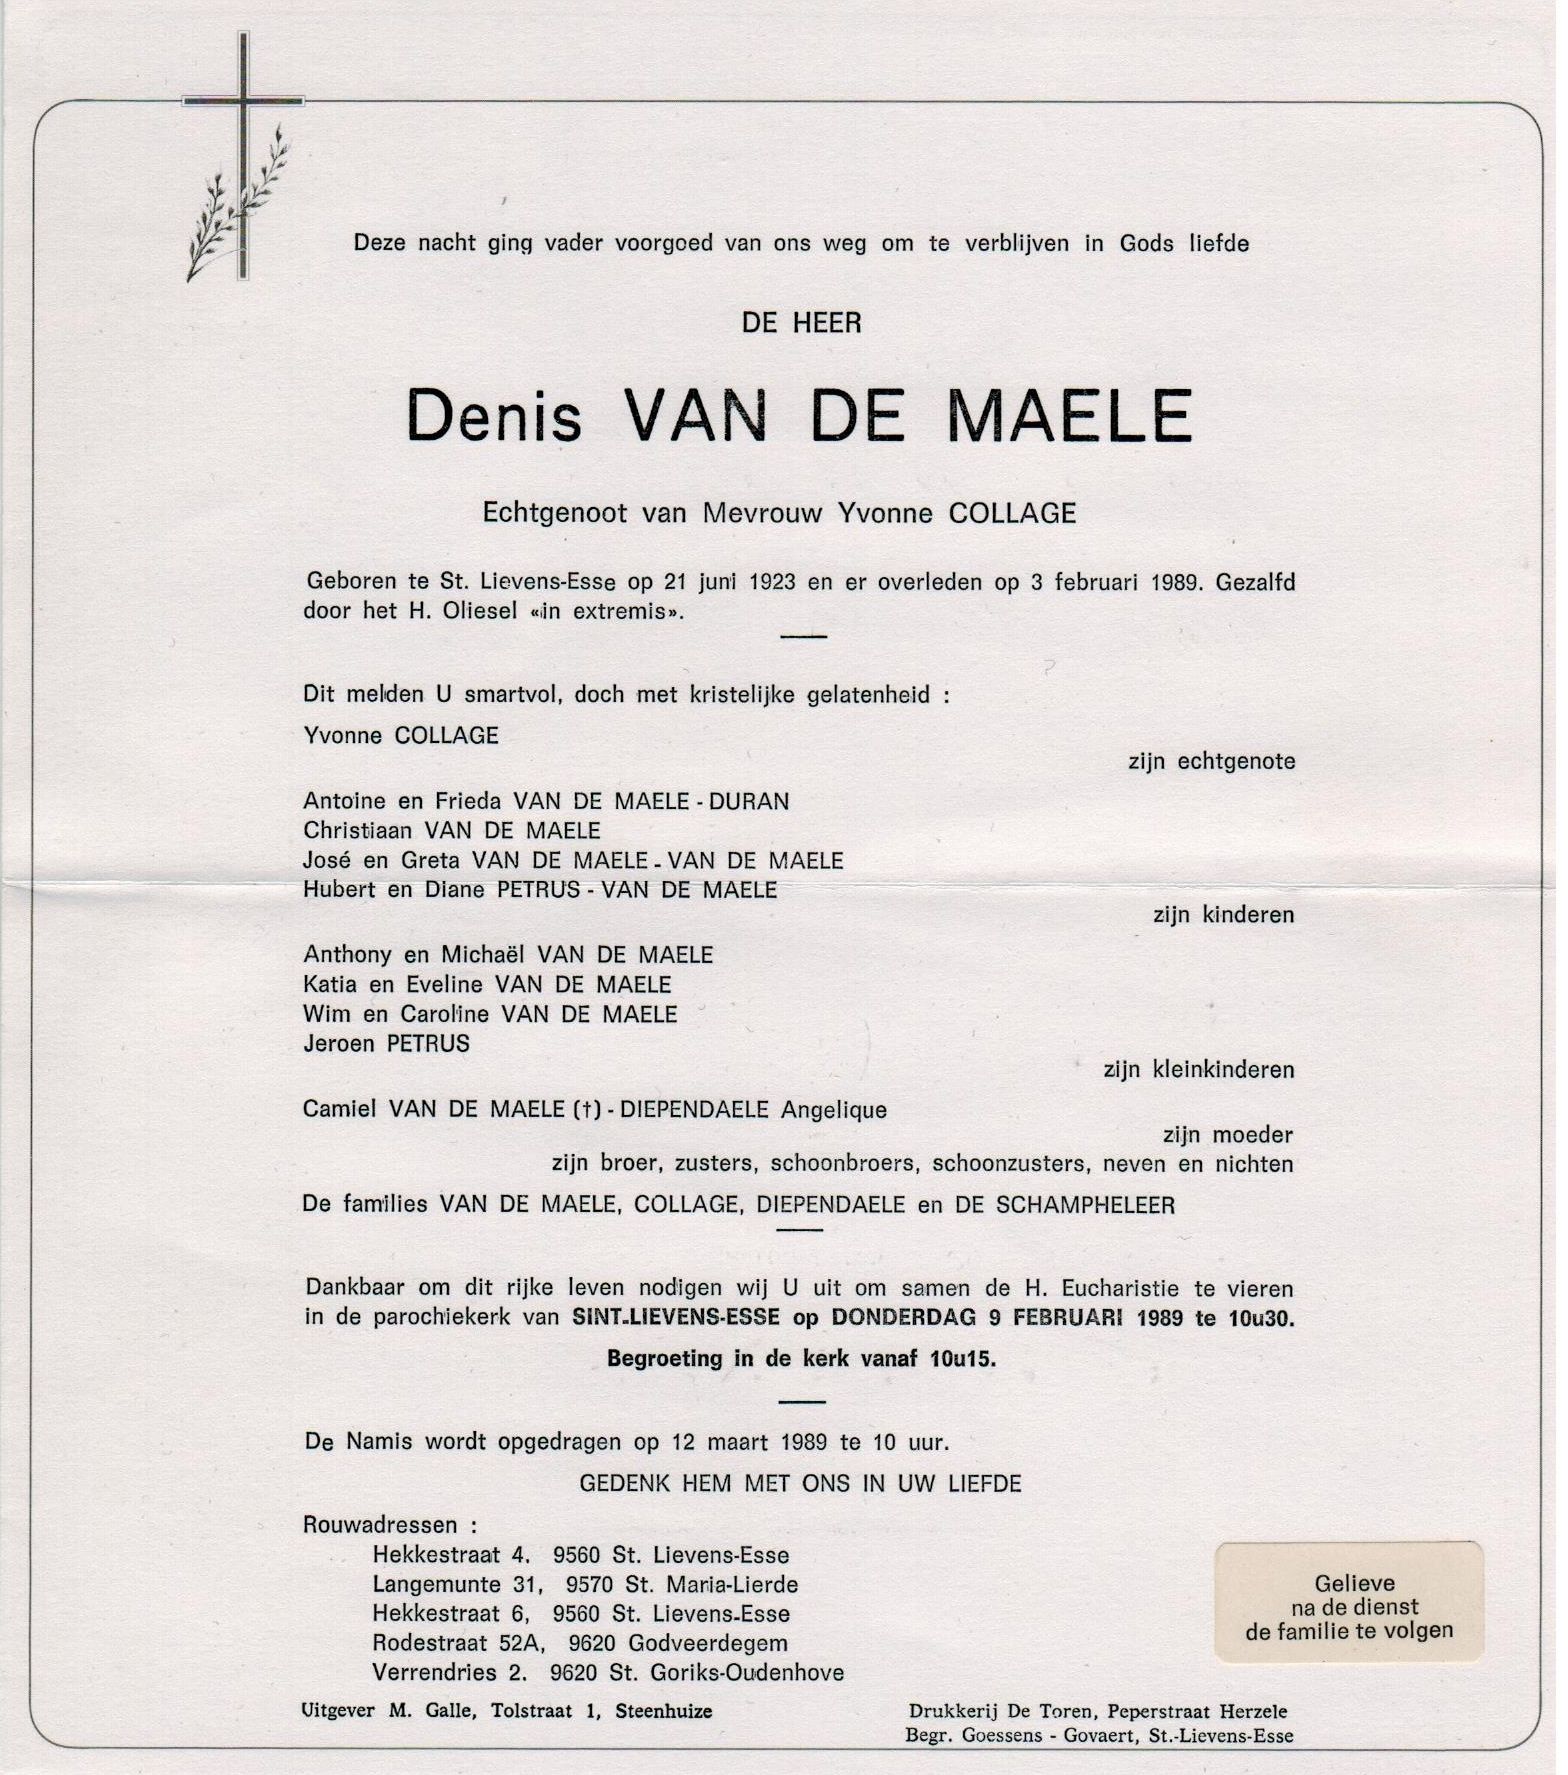 Deze nacht ging vader voorgoed van ons weg om te verblijven in Gods liefde
DE HEER
Denis VAN DE MAELE
Echtgenoot van Mevrouw Yvonne COLLAGE
Geboren te St. Lievens-Esse op 21 juni 1923 en er overleden op 3 februari 1989. Gezalfd
door het H. Oliesel «in extremis».
Dit melden U smartvol, doch met kristelijke gelatenheid :
Yvonne COLLAGE
zijn echtgenote
Antoine en Frieda VAN DE MAELE - DURAN
Christiaan VAN DE MAELE
José en Greta VAN DE MAELE - VAN DE MAELE
Hubert en Diane PETRUS - VAN DE MAELE
zijn kinderen
Anthony en Michaël VAN DE MAELE
Katia en Eveline VAN DE MAELE
Wim en Caroline VAN DE MAELE
Jeroen PETRUS
zijn kleinkinderen
Camiel VAN DE MAELE (†) - DIEPENDAELE Angelique
zijn moeder
zijn broer, zusters, schoonbroers, schoonzusters, neven en nichten
De families VAN DE MAELE, COLLAGE, DIEPENDAELE en DE SCHAMPHELEER
Dankbaar om dit rijke leven nodigen wij U uit om samen de H. Eucharistie te vieren
in de parochiekerk van SINT-LIEVENS-ESSE op DONDERDAG 9 FEBRUARI 1989 te 10u30.
Begroeting in de kerk vanaf 10u15.
De Namis wordt opgedragen op 12 maart 1989 te 10 uur.
GEDENK HEM MET ONS IN UW LIEFDE
Rouwadressen :
Hekkestraat 4. 9560 St. Lievens-Esse
Langemunte 31, 9570 St. Maria-Lierde
Hekkestraat 6, 9560 St. Lievens-Esse
Rodestraat 52A, 9620 Godveerdegem
Verrendries 2. 9620 St. Goriks-Oudenhove
Gelieve
na de dienst
de familie te volgen
Uitgever M. Galle, Tolstraat 1, Steenhuize
Drukkerij De Toren, Peperstraat Herzele
Begr. Goessens - Govaert, St.-Lievens-Esse